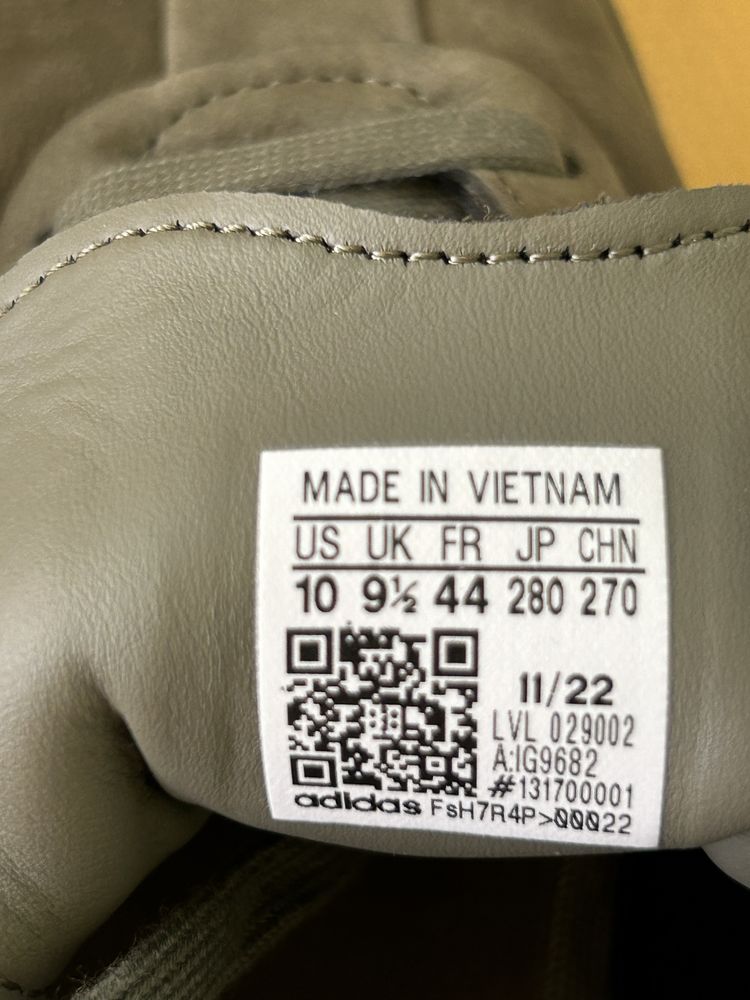 MADE IN VIETNAM
US UK FR JP CHN
10 9½ 44 280 270
11/22
LVL 029002
A:IG9682
#131700001
adidas FsH7R4P>00022